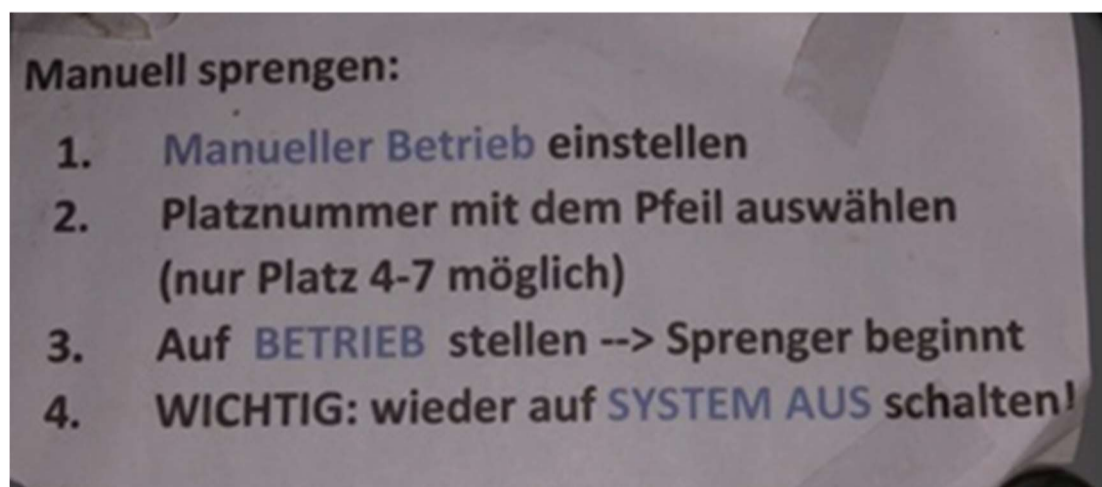 Manuell sprengen:
1. Manueller Betrieb einstellen
2. Platznummer mit dem Pfeil auswählen
(nur Platz 4-7 möglich)
3. Auf BETRIEB stellen --> Sprenger beginnt
4. WICHTIG: wieder auf SYSTEM AUS schalten!